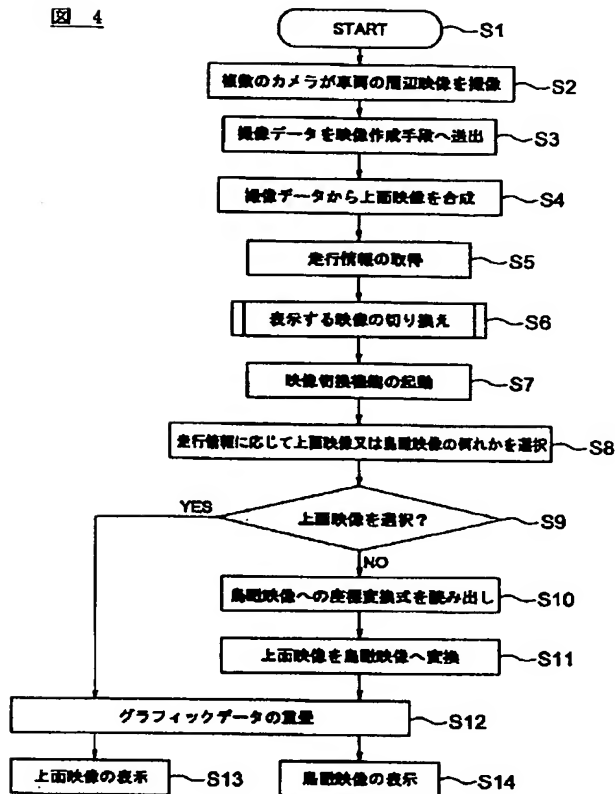 図 4
START
S1
複数のカメラが車両の周辺映像を撮像
S2
撮像データを映像作成手段へ送出
S3
撮像データから上面映像を合成
S4
走行情報の取得
S5
表示する映像の切り換え
S6
映像切換機能の起動
S7
走行情報に応じて上面映像又は鳥瞰映像の何れかを選択
S8
YES
上面映像を選択?
S9
NO
鳥瞰映像への座標変換式を読み出し
S10
上面映像を鳥瞰映像へ変換
S11
グラフィックデータの重畳
S12
上面映像の表示
S13
鳥瞰映像の表示
S14